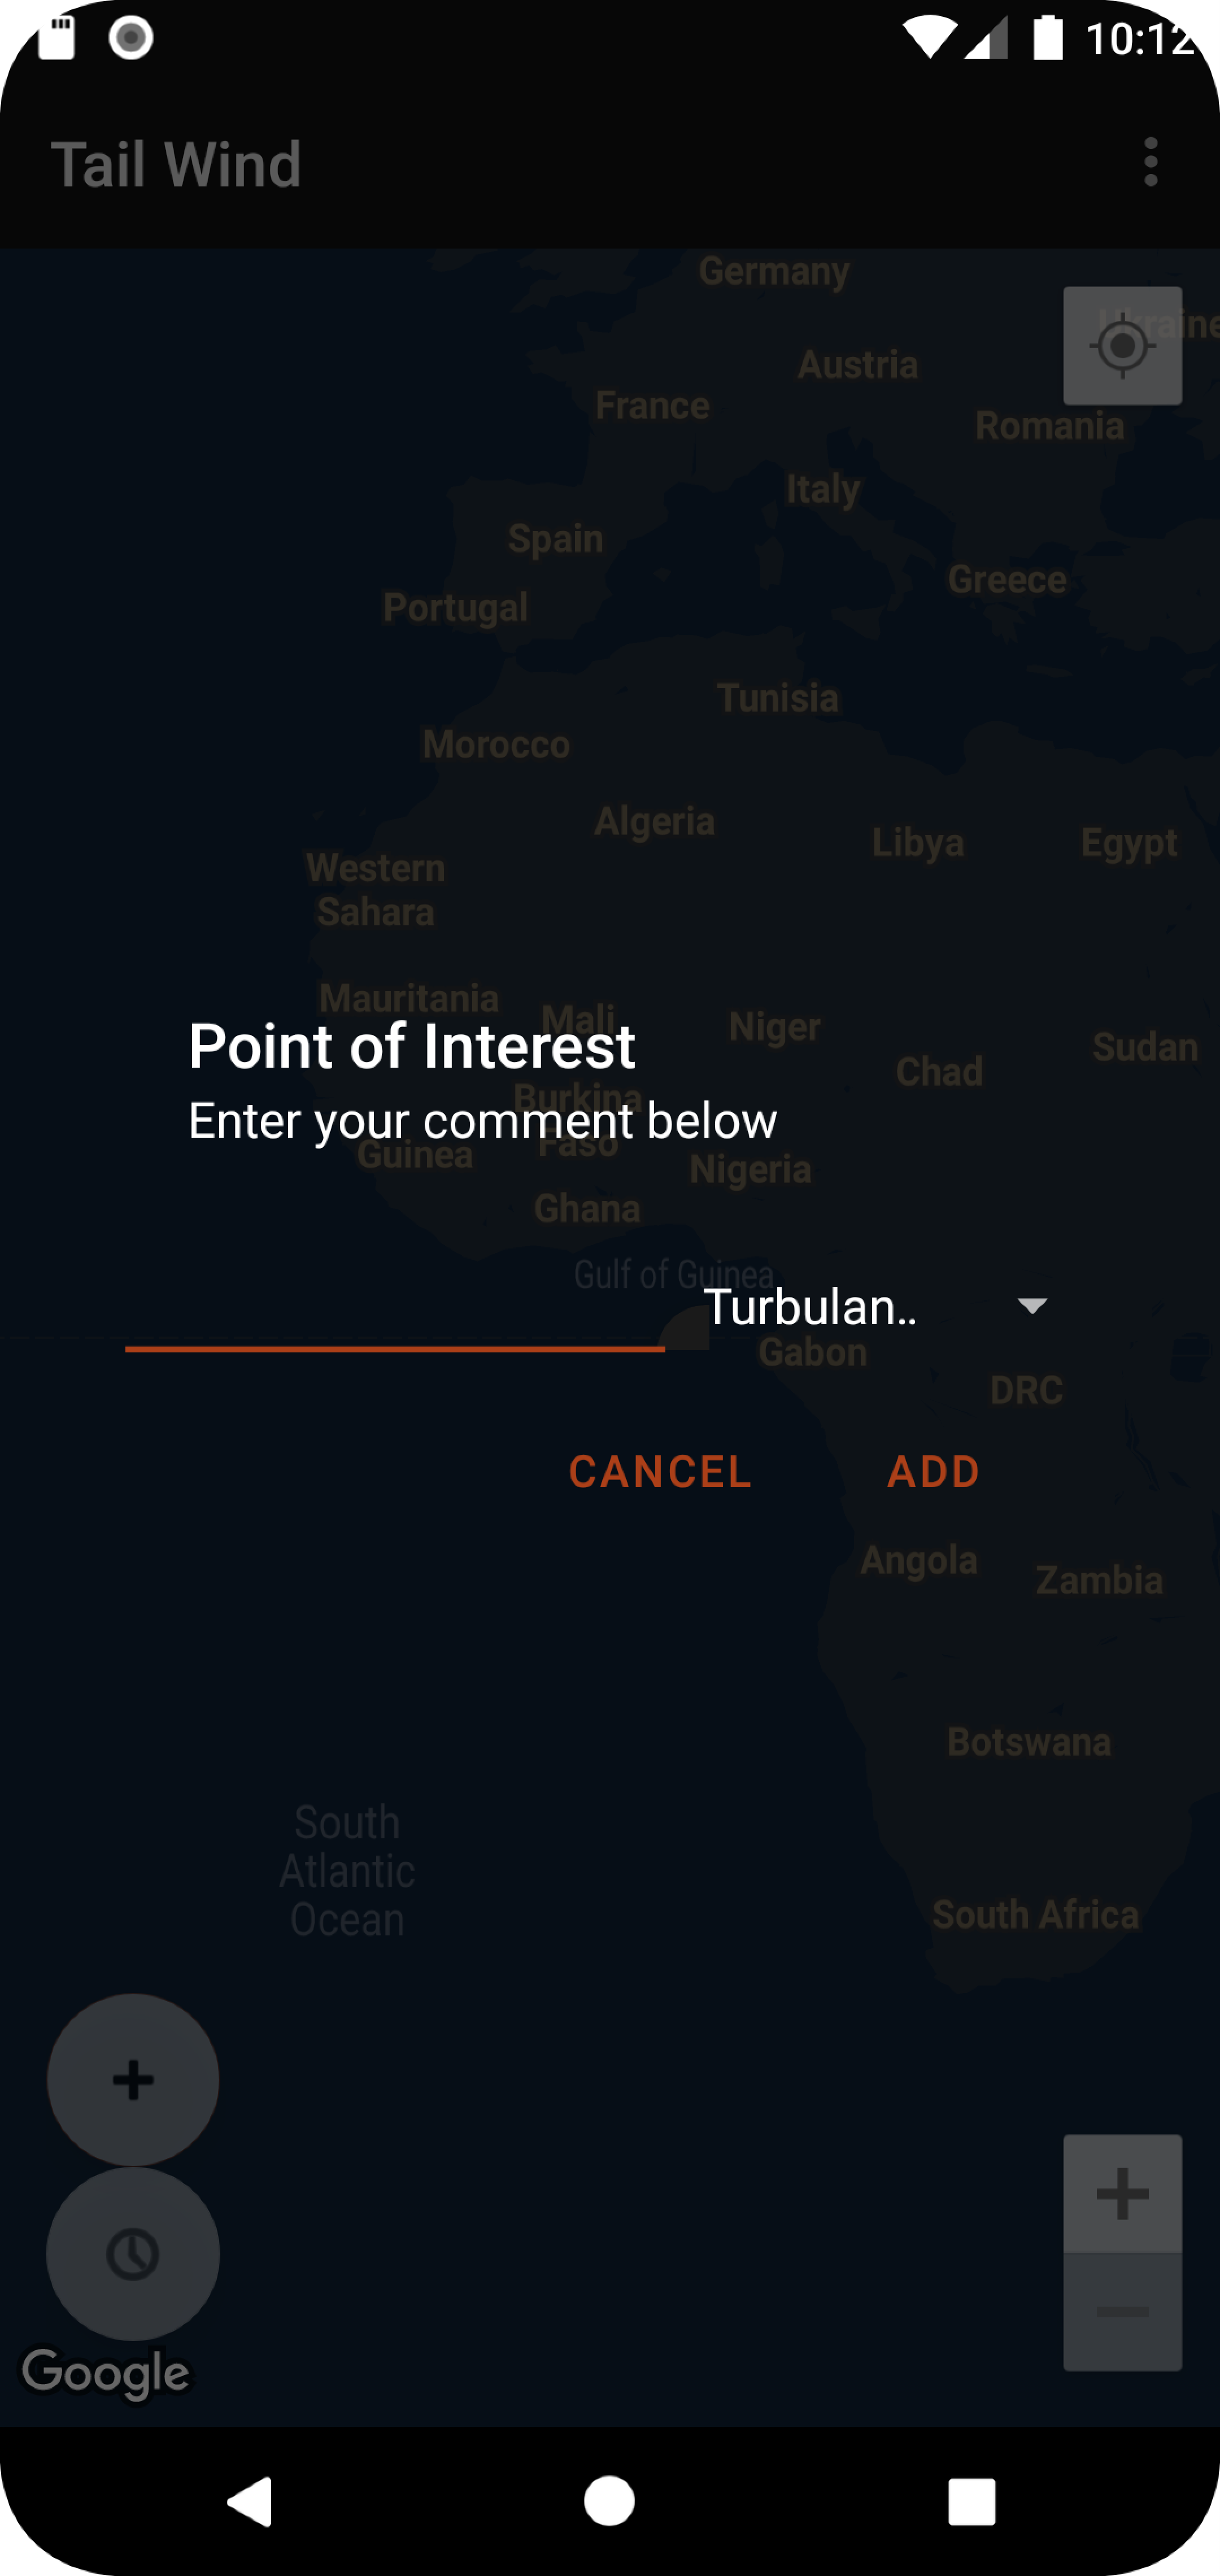 10:12
Tail Wind
Germany
Ukraine
Austria
France
Romania
Italy
Spain
Greece
Portugal
Tunisia
Morocco
Algeria
Libya
Egypt
Western
Sahara
Mauritania
Mali
Niger
Sudan
Point of Interest
Chad
Burkina
Faso
Enter your comment below
Guinea
Nigeria
Ghana
Gulf of Guinea
Turbulan..
Gabon
DRC
CANCEL
ADD
Angola
Zambia
Botswana
South
Atlantic
Ocean
South Africa
Google